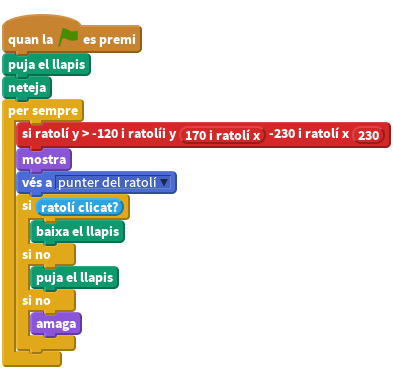 quan la es premi
puja el llapis
neteja
per sempre
si ratolí y > -120 i ratolíi y 170 i ratolí x -230 i ratolí x 230
mostra
vés a punter del ratolí
si ratolí clicat?
baixa el llapis
si no
puja el llapis
si no
amaga